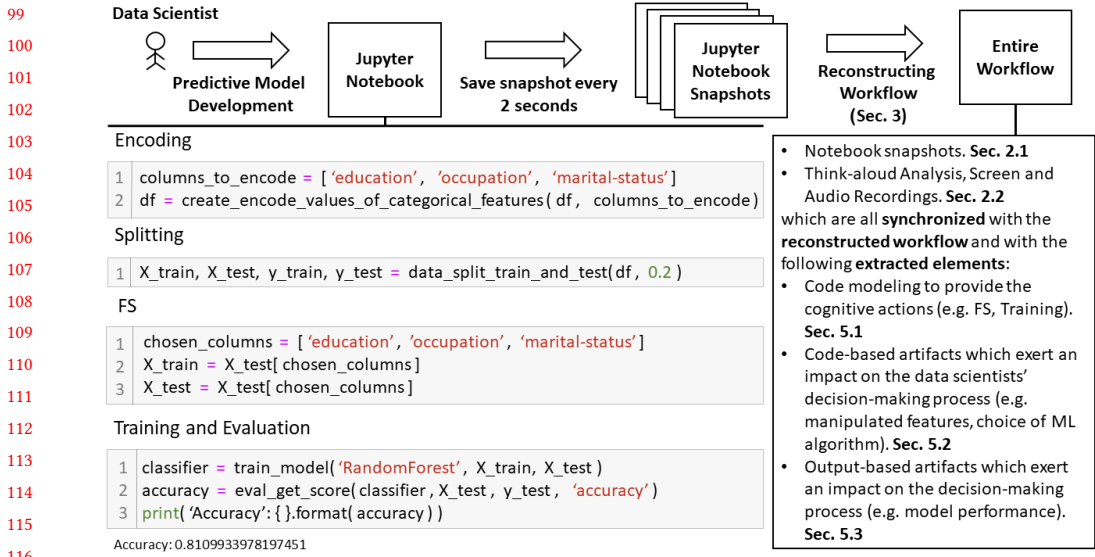 99
100
101
102
103
104
105
106
107
108
109
110
111
112
113
114
115
116
Data Scientist
Predictive Model
Development
Jupyter
Notebook
Save snapshot every
2 seconds
Jupyter
Notebook
Snapshots
Reconstructing
Workflow
(Sec. 3)
Entire
Workflow
Encoding
1 columns_to_encode = [ ‘education’, ’occupation’, ‘marital-status’ ]
2 df = create_encode_values_of_categorical_features( df, columns_to_encode)
Splitting
1 X_train, X_test, y_train, y_test = data_split_train_and_test( df, 0.2 )
FS
1 chosen_columns = [ ‘education’, ’occupation’, ‘marital-status’ ]
2 X_train = X_test[ chosen_columns ]
3 X_test = X_test[ chosen_columns ]
Training and Evaluation
1 classifier = train_model( ‘RandomForest’, X_train, X_test )
2 accuracy = eval_get_score( classifier, X_test, y_test, ‘accuracy’ )
3 print( ‘Accuracy’: { }.format( accuracy ) )
Accuracy: 0.8109933978197451
• Notebook snapshots. Sec. 2.1
• Think-aloud Analysis, Screen and
Audio Recordings. Sec. 2.2
which are all synchronized with the
reconstructed workflow and with the
following extracted elements:
• Code modeling to provide the
cognitive actions (e.g. FS, Training).
Sec. 5.1
• Code-based artifacts which exert an
impact on the data scientists’
decision-making process (e.g.
manipulated features, choice of ML
algorithm). Sec. 5.2
• Output-based artifacts which exert
an impact on the decision-making
process (e.g. model performance).
Sec. 5.3